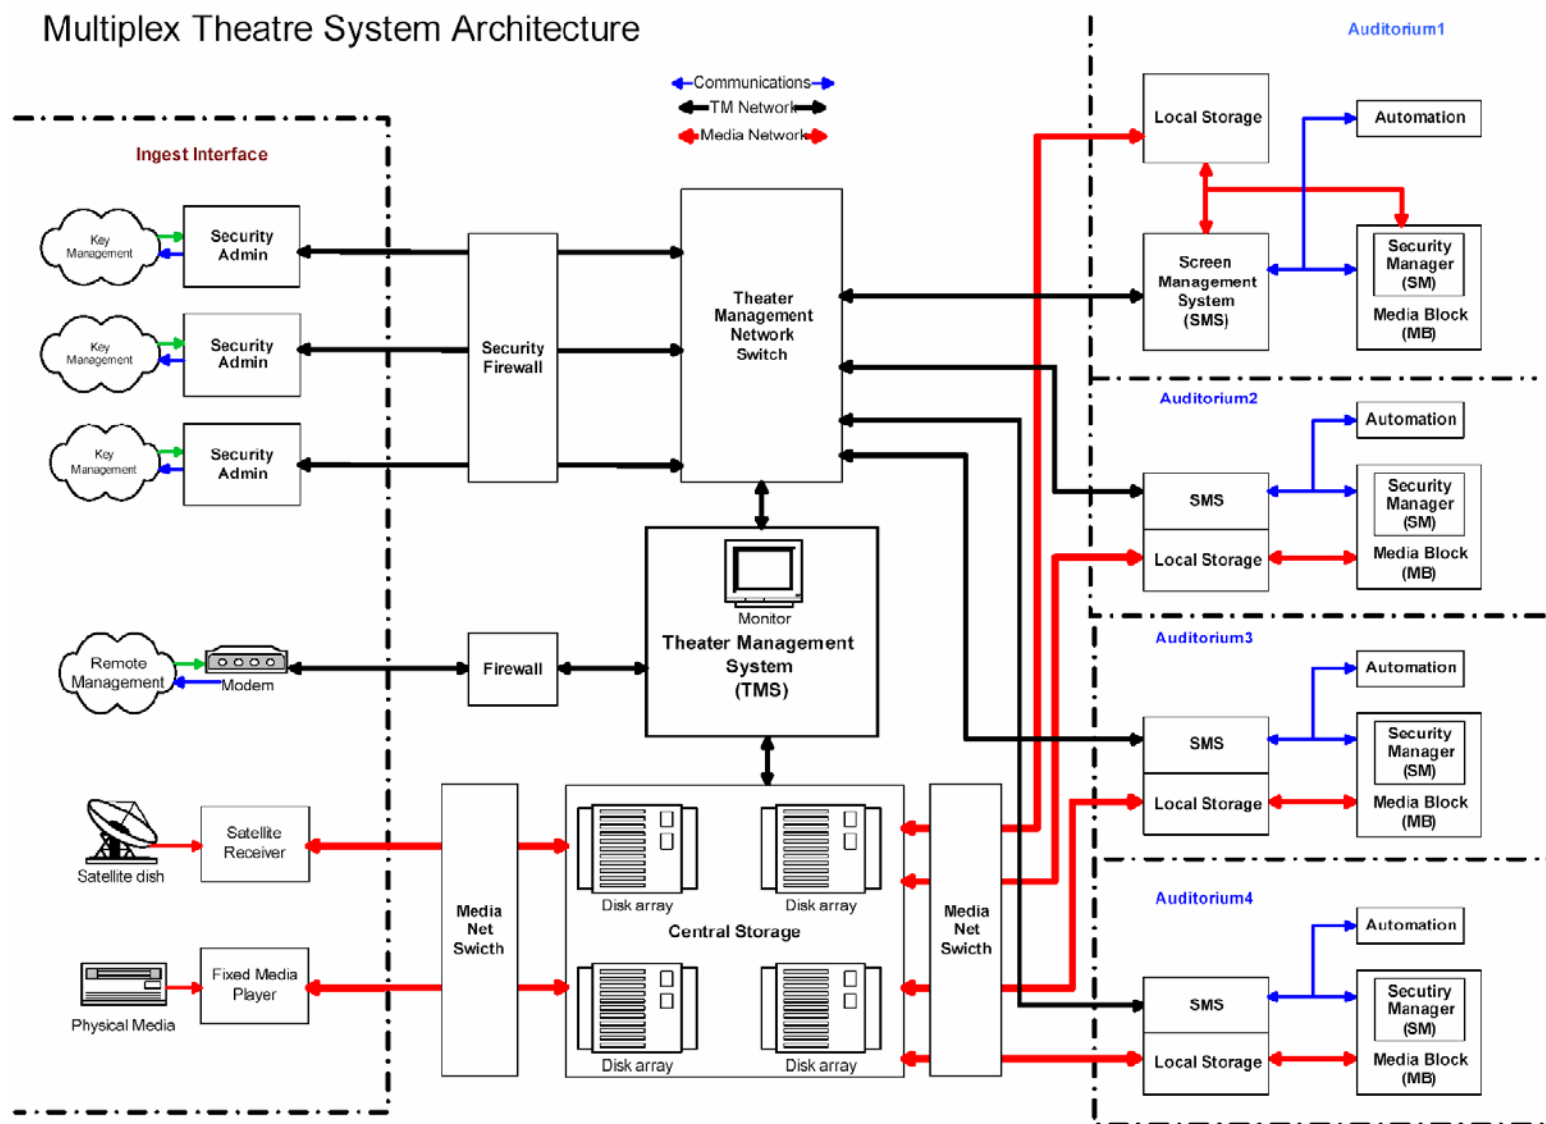 Multiplex Theatre System Architecture
Communications
TM Network
Media Network
Ingest Interface
Key
Management
Security
Admin
Key
Management
Security
Admin
Key
Management
Security
Admin
Security
Firewall
Theater
Management
Network
Switch
Remote
Management
Modem
Firewall
Monitor
Theater Management
System
(TMS)
Satellite dish
Satellite
Receiver
Physical Media
Fixed Media
Player
Media
Net
Swicth
Disk array
Disk array
Central Storage
Disk array
Disk array
Media
Net
Swicth
Auditorium1
Local Storage
Automation
Screen
Management
System
(SMS)
Security
Manager
(SM)
Media Block
(MB)
Auditorium2
Automation
SMS
Local Storage
Security
Manager
(SM)
Media Block
(MB)
Auditorium3
Automation
SMS
Local Storage
Security
Manager
(SM)
Media Block
(MB)
Auditorium4
Automation
SMS
Local Storage
Secutiry
Manager
(SM)
Media Block
(MB)